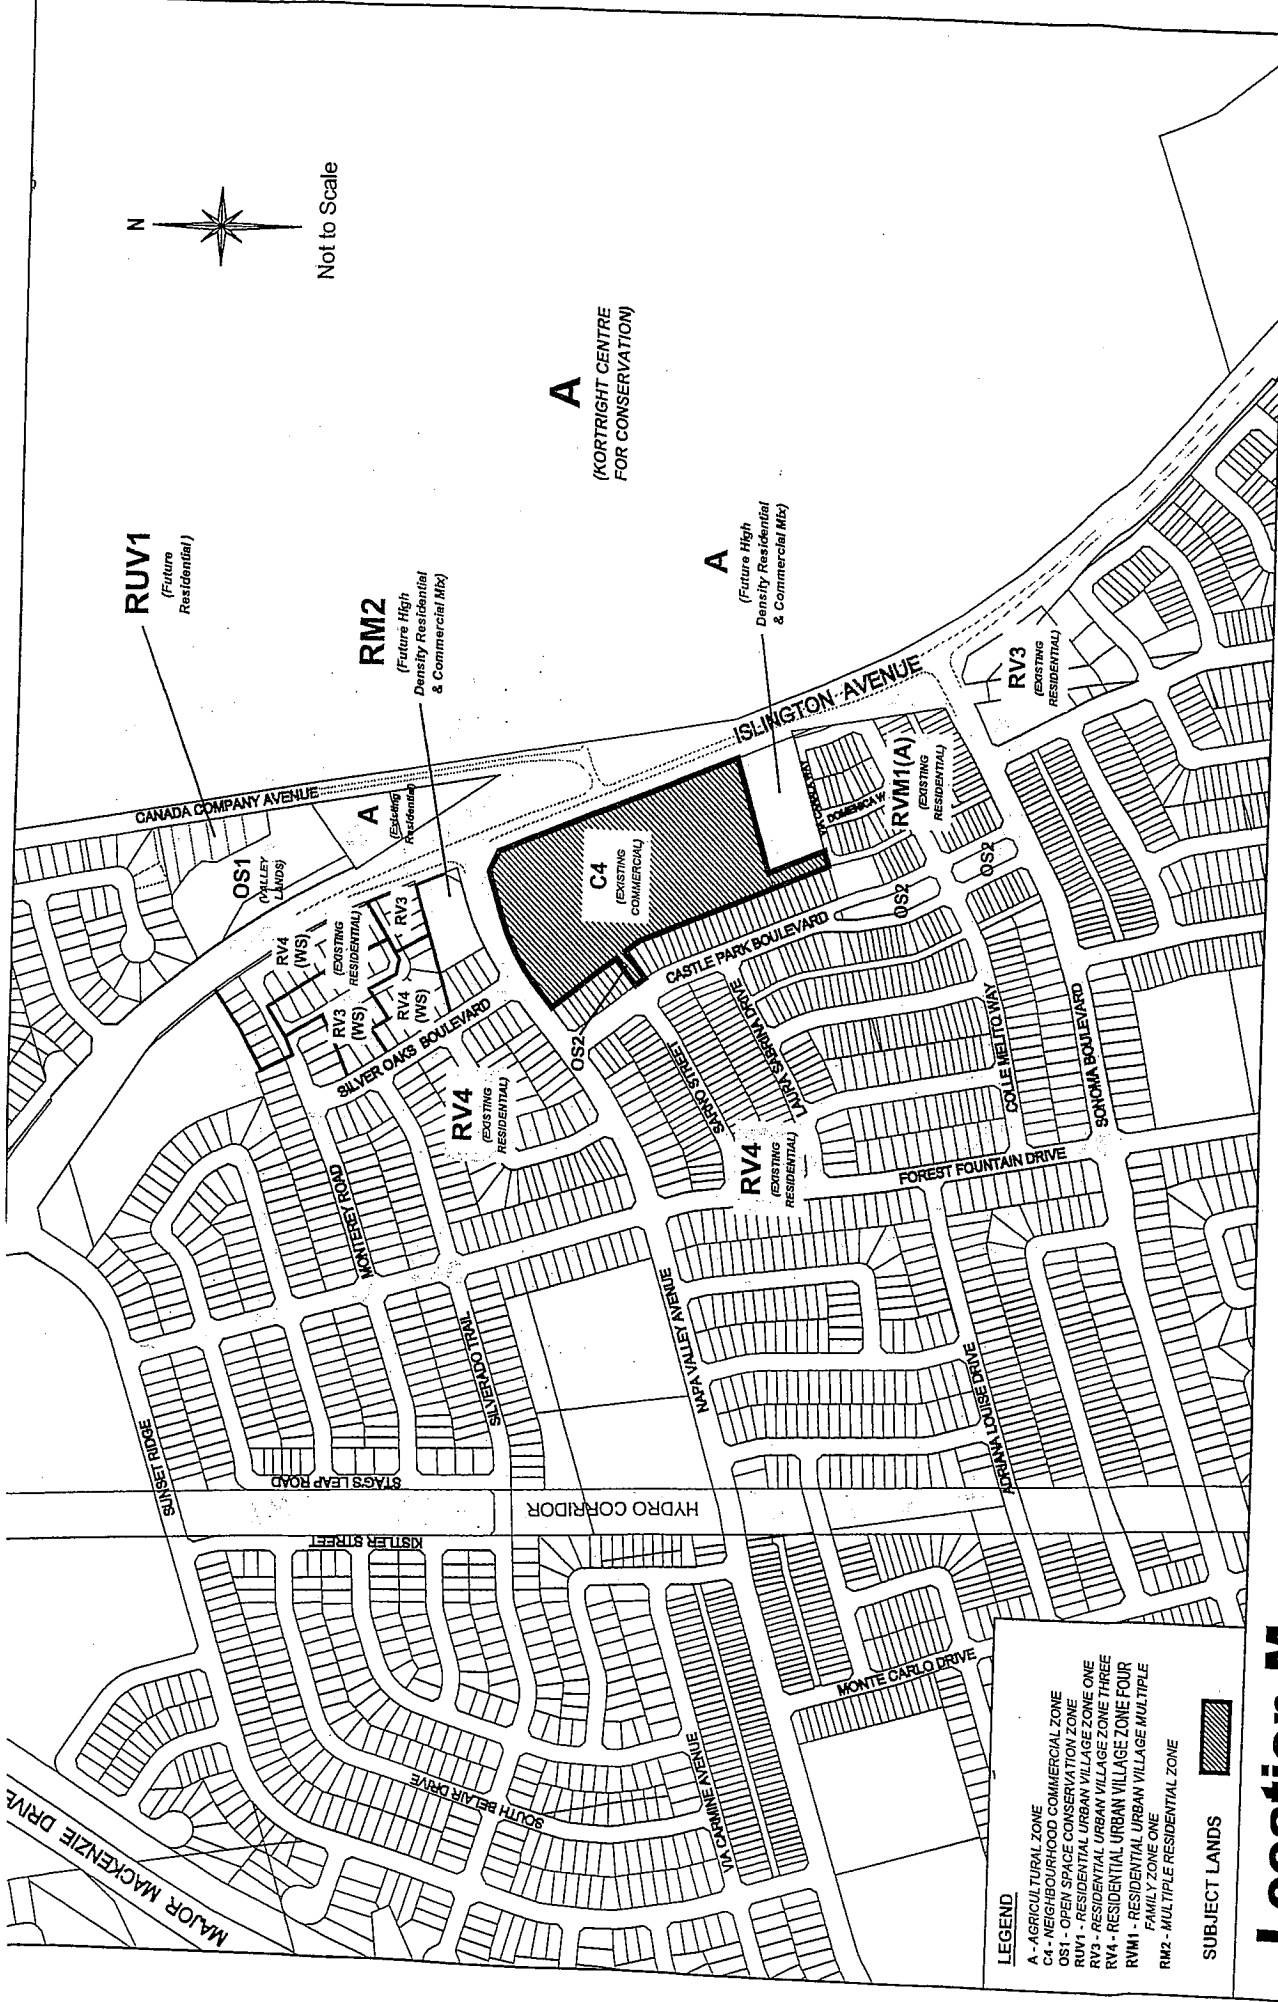 N
Not to Scale
RUV1
(Future
Residential)
RM2
(Future High
Density Residential
& Commercial Mix)
A
(KORTRIGHT CENTRE
FOR CONSERVATION)
A
(Future High
Density Residential
& Commercial Mix)
CANADA COMPANY AVENUE
A
(Existing
Residential)
OS1
(VALLEY
LANDS)
ISLINGTON AVENUE
RV4
(WS)
(EXISTING
RESIDENTIAL)
RV3
RV3
(WS)
RV4
(WS)
C4
(EXISTING
COMMERCIAL)
DOMENICA W.
RVM1(A)
(EXISTING
RESIDENTIAL)
RV3
(EXISTING
RESIDENTIAL)
OS2
OS2
OS2
SILVER OAKS BOULEVARD
CASTLE PARK BOULEVARD
RV4
(EXISTING
RESIDENTIAL)
SARNO STREET
LAURA SABRINA DRIVE
COLLE MELITO WAY
SONOMA BOULEVARD
RV4
(EXISTING
RESIDENTIAL)
FOREST FOUNTAIN DRIVE
MONTEREY ROAD
SILVERADO TRAIL
NAPA VALLEY AVENUE
ADRIANA LOUISE DRIVE
SUNSET RIDGE
STAG'S LEAP ROAD
HYDRO CORRIDOR
KISTLER STREET
MONTE CARLO DRIVE
VIA CARMINE AVENUE
SOUTH BELAIR DRIVE
MAJOR MACKENZIE DRIVE
LEGEND
A - AGRICULTURAL ZONE
C4 - NEIGHBOURHOOD COMMERCIAL ZONE
OS1 - OPEN SPACE CONSERVATION ZONE
RUV1 - RESIDENTIAL URBAN VILLAGE ZONE ONE
RV3 - RESIDENTIAL URBAN VILLAGE ZONE THREE
RV4 - RESIDENTIAL URBAN VILLAGE ZONE FOUR
RVM1 - RESIDENTIAL URBAN VILLAGE MULTIPLE
FAMILY ZONE ONE
RM2 - MULTIPLE RESIDENTIAL ZONE
SUBJECT LANDS
Location M